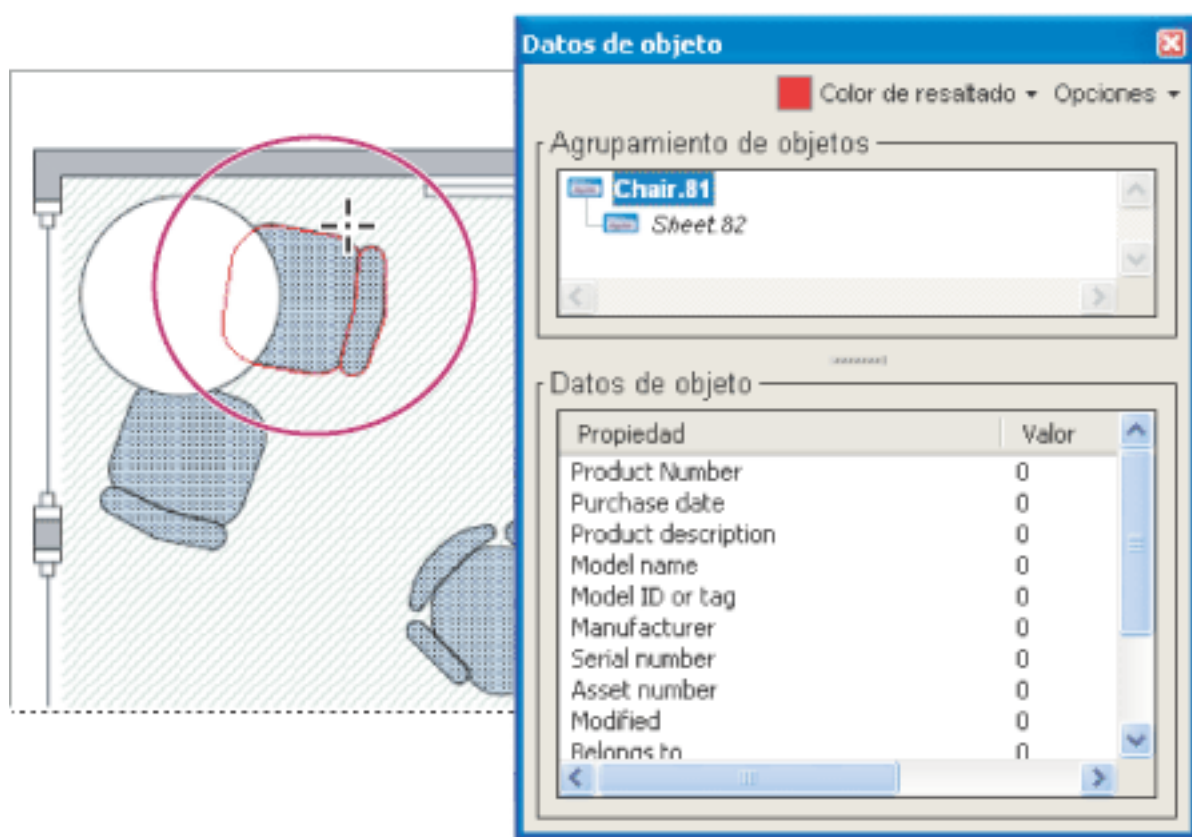 Datos de objeto
Color de resaltado Opciones
Agrupamiento de objetos
Chair.81
Sheet.82
Datos de objeto
Propiedad Valor
Product Number 0
Purchase date 0
Product description 0
Model name 0
Model ID or tag 0
Manufacturer 0
Serial number 0
Asset number 0
Modified 0
Belongs to 0